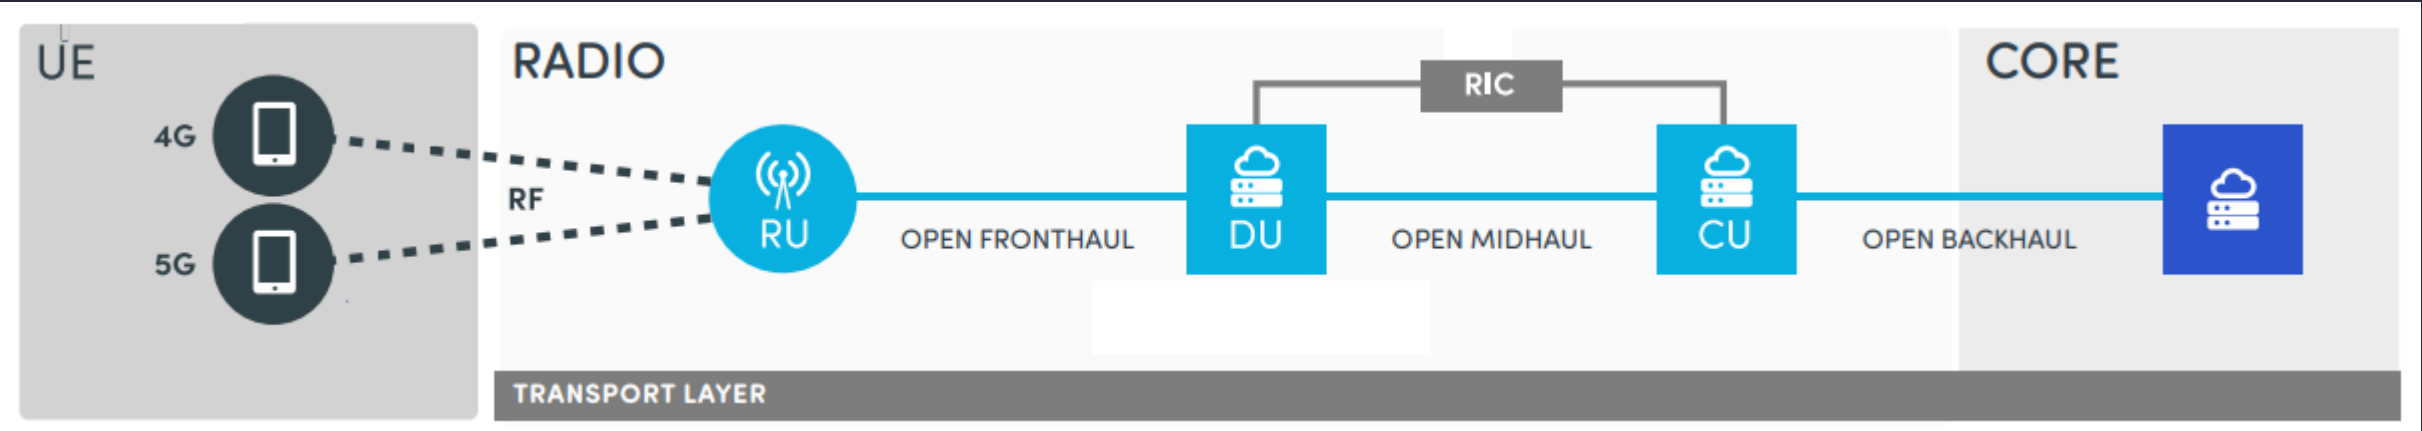 UE
RADIO
RIC
CORE
4G
RF
5G
RU
OPEN FRONTHAUL
DU
OPEN MIDHAUL
CU
OPEN BACKHAUL
TRANSPORT LAYER